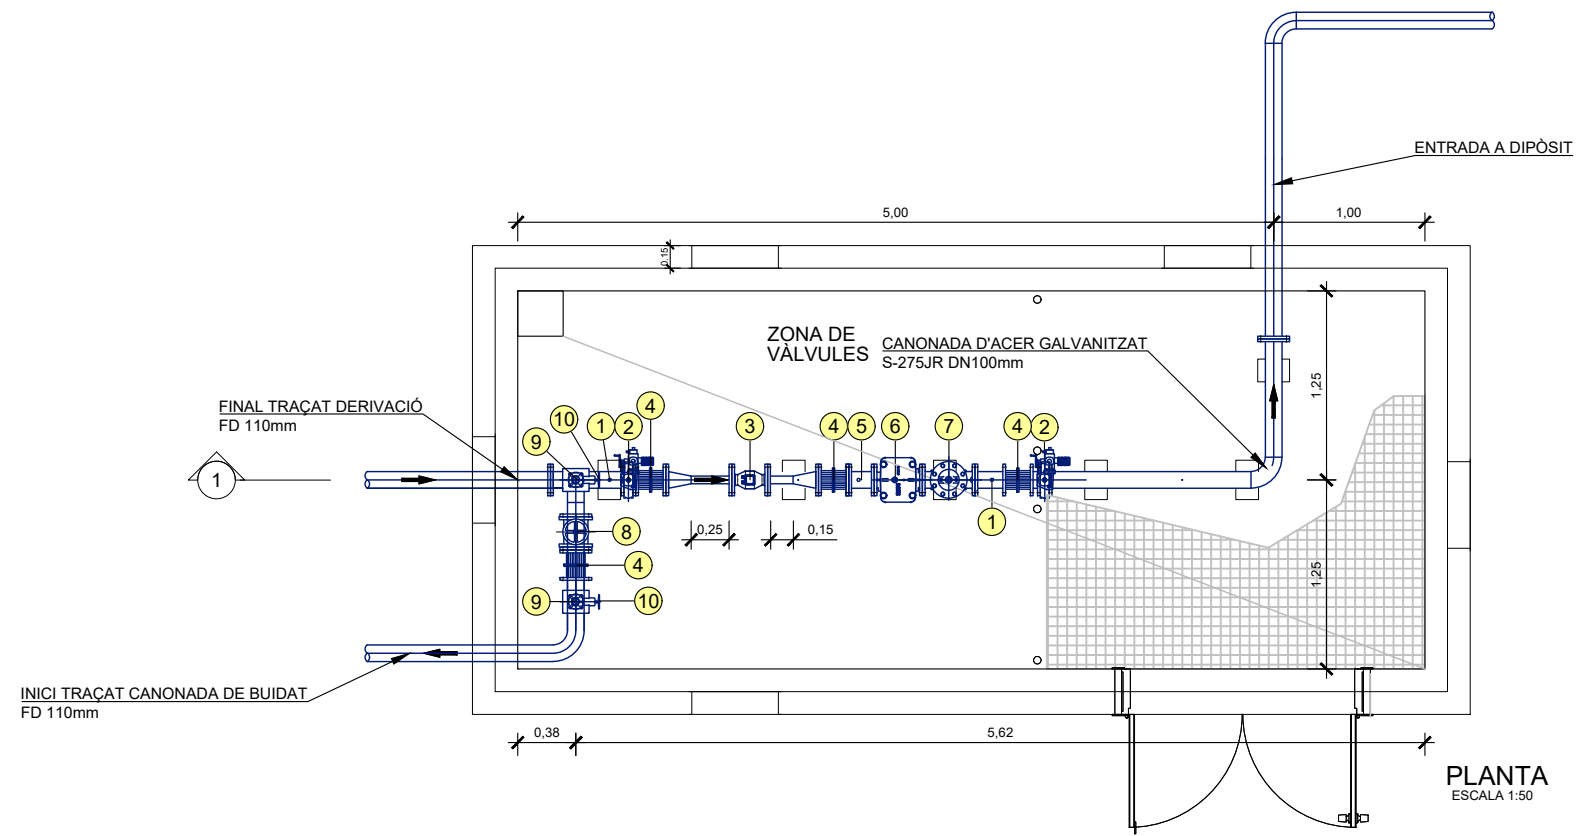 ENTRADA A DIPÒSIT
5,00
1,00
0.15
ZONA DE
VÀLVULES
CANONADA D'ACER GALVANITZAT
S-275JR DN100mm
1,25
FINAL TRAÇAT DERIVACIÓ
FD 110mm
10
1
2
4
3
4
5
6
7
4
2
9
1
1
0,25
0,15
8
4
1,25
9
10
INICI TRAÇAT CANONADA DE BUIDAT
FD 110mm
0,38
5,62
PLANTA
ESCALA 1:50